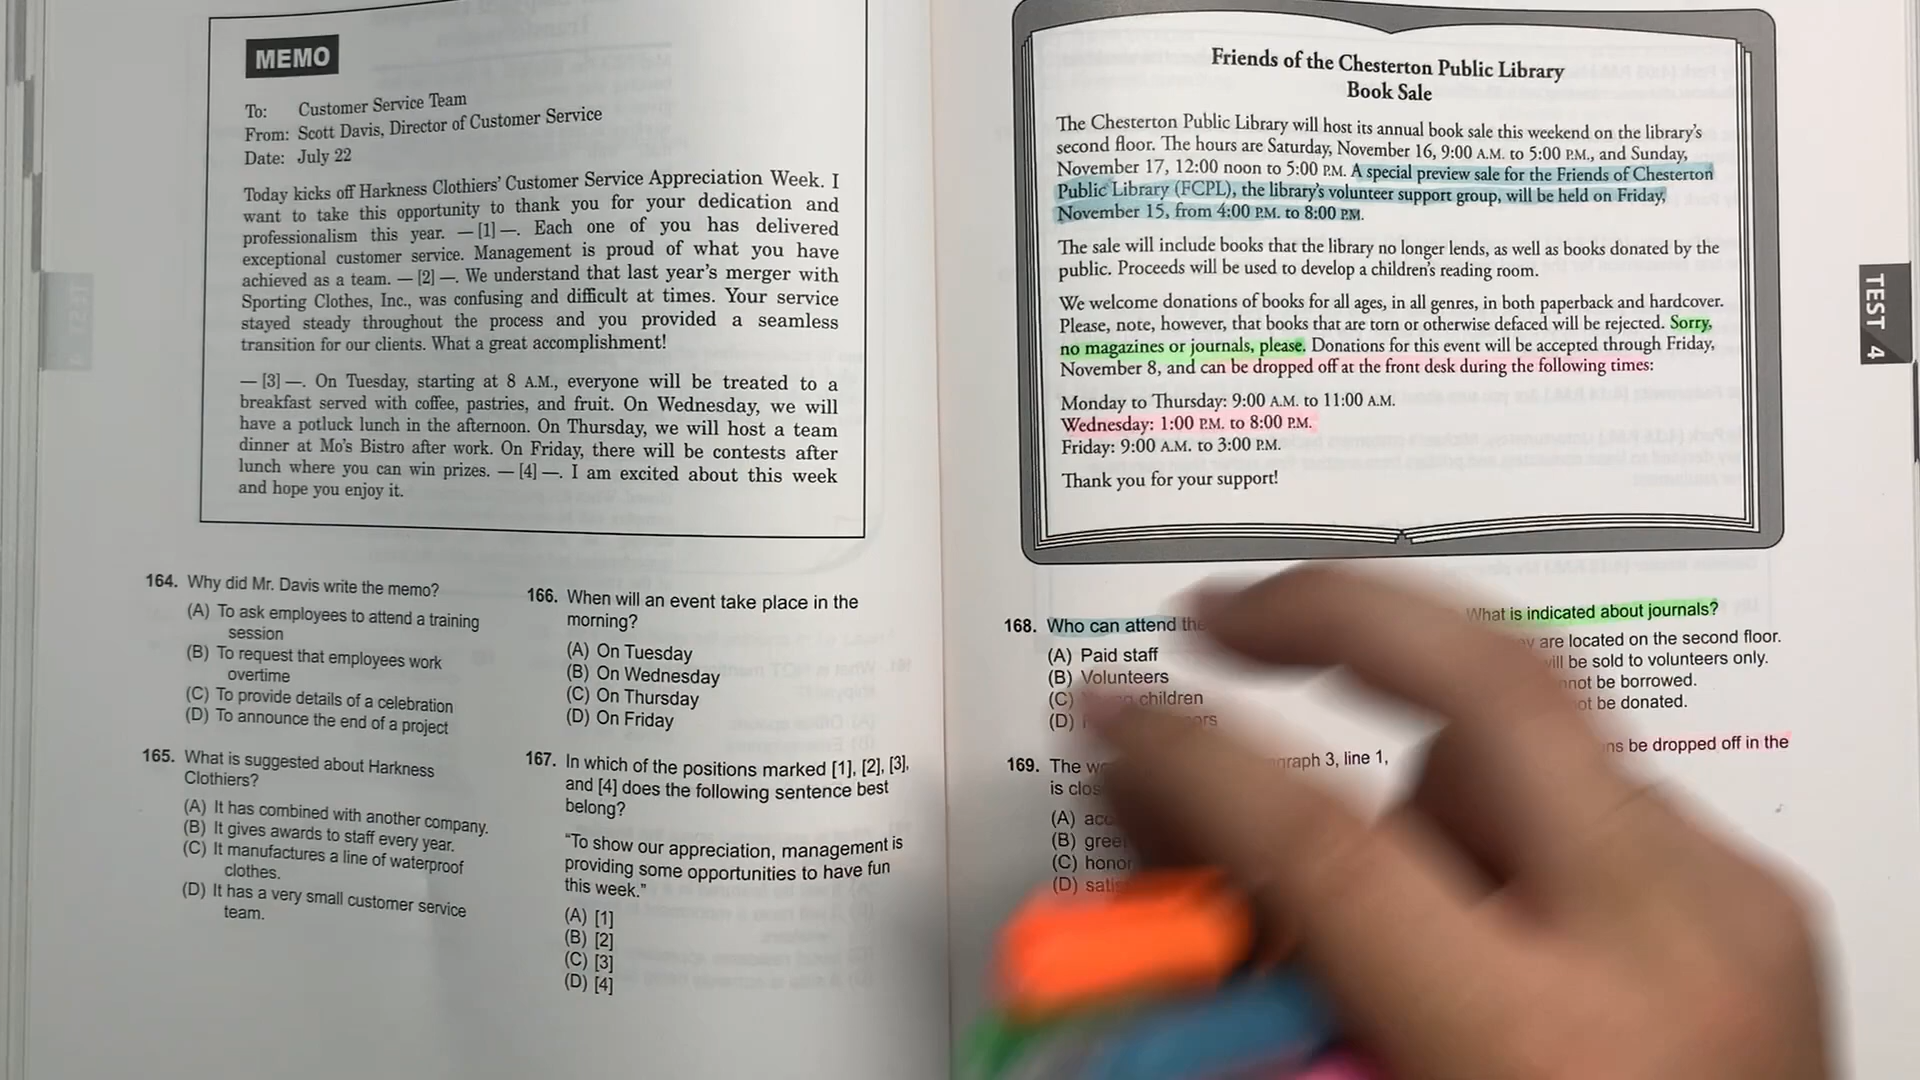 MEMO
To: Customer Service Team
From: Scott Davis, Director of Customer Service
Date: July 22
Today kicks off Harkness Clothiers' Customer Service Appreciation Week. I
want to take this opportunity to thank you for your dedication and
professionalism this year. — [1] —. Each one of you has delivered
exceptional customer service. Management is proud of what you have
achieved as a team. — [2] —. We understand that last year's merger with
Sporting Clothes, Inc., was confusing and difficult at times. Your service
stayed steady throughout the process and you provided a seamless
transition for our clients. What a great accomplishment!
— [3] —. On Tuesday, starting at 8 A.M., everyone will be treated to a
breakfast served with coffee, pastries, and fruit. On Wednesday, we will
have a potluck lunch in the afternoon. On Thursday, we will host a team
dinner at Mo's Bistro after work. On Friday, there will be contests after
lunch where you can win prizes. — [4] —. I am excited about this week
and hope you enjoy it.
164. Why did Mr. Davis write the memo?
(A) To ask employees to attend a training
session
(B) To request that employees work
overtime
(C) To provide details of a celebration
(D) To announce the end of a project
165. What is suggested about Harkness
Clothiers?
(A) It has combined with another company.
(B) It gives awards to staff every year.
(C) It manufactures a line of waterproof
clothes.
(D) It has a very small customer service
team.
166. When will an event take place in the
morning?
(A) On Tuesday
(B) On Wednesday
(C) On Thursday
(D) On Friday
167. In which of the positions marked [1], [2], [3],
and [4] does the following sentence best
belong?
"To show our appreciation, management is
providing some opportunities to have fun
this week."
(A) [1]
(B) [2]
(C) [3]
(D) [4]
Friends of the Chesterton Public Library
Book Sale
The Chesterton Public Library will host its annual book sale this weekend on the library's
second floor. The hours are Saturday, November 16, 9:00 A.M. to 5:00 P.M., and Sunday,
November 17, 12:00 noon to 5:00 P.M. A special preview sale for the Friends of Chesterton
Public Library (FCPL), the library's volunteer support group, will be held on Friday,
November 15, from 4:00 P.M. to 8:00 P.M.
The sale will include books that the library no longer lends, as well as books donated by the
public. Proceeds will be used to develop a children's reading room.
We welcome donations of books for all ages, in all genres, in both paperback and hardcover.
Please, note, however, that books that are torn or otherwise defaced will be rejected. Sorry,
no magazines or journals, please. Donations for this event will be accepted through Friday,
November 8, and can be dropped off at the front desk during the following times:
Monday to Thursday: 9:00 A.M. to 11:00 A.M.
Wednesday: 1:00 P.M. to 8:00 P.M.
Friday: 9:00 A.M. to 3:00 P.M.
Thank you for your support!
TEST 4
168. Who can attend the
(A) Paid staff
(B) Volunteers
(C) children
(D)
169. The
graph 3, line 1,
is
(A)
(B)
(C) honor
(D)
What is indicated about journals?
are located on the second floor.
will be sold to volunteers only.
not be borrowed.
not be donated.
be dropped off in the